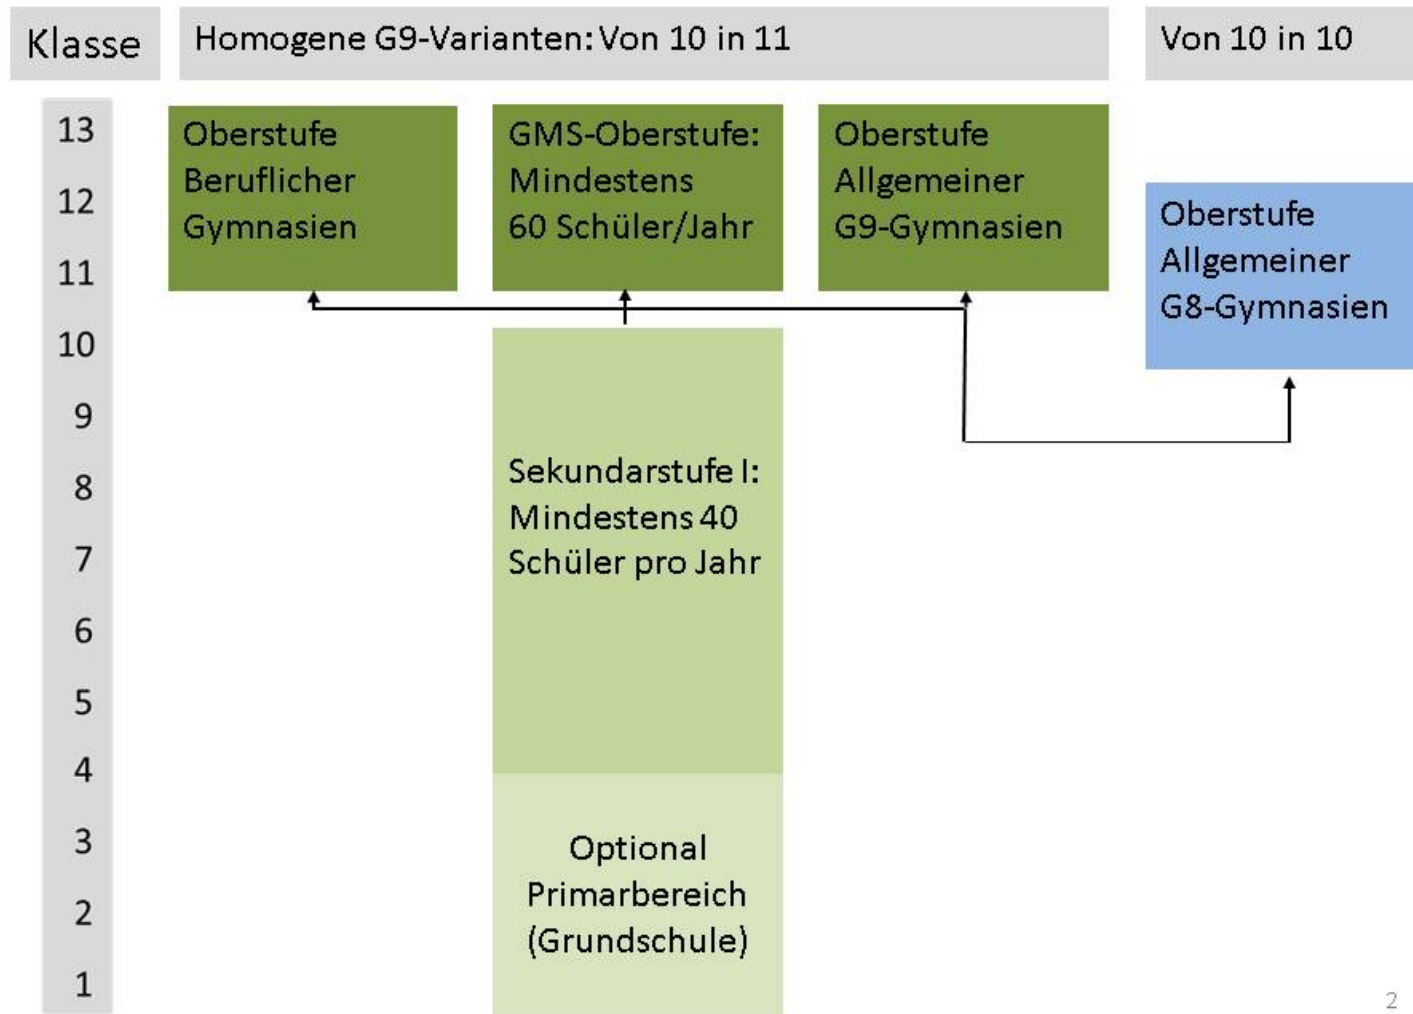 Klasse
Homogene G9-Varianten: Von 10 in 11
Von 10 in 10
13
12
11
10
9
8
7
6
5
4
3
2
1
Oberstufe
Beruflicher
Gymnasien
GMS-Oberstufe:
Mindestens
60 Schüler/Jahr
Oberstufe
Allgemeiner
G9-Gymnasien
Oberstufe
Allgemeiner
G8-Gymnasien
Sekundarstufe I:
Mindestens 40
Schüler pro Jahr
Optional
Primarbereich
(Grundschule)
2